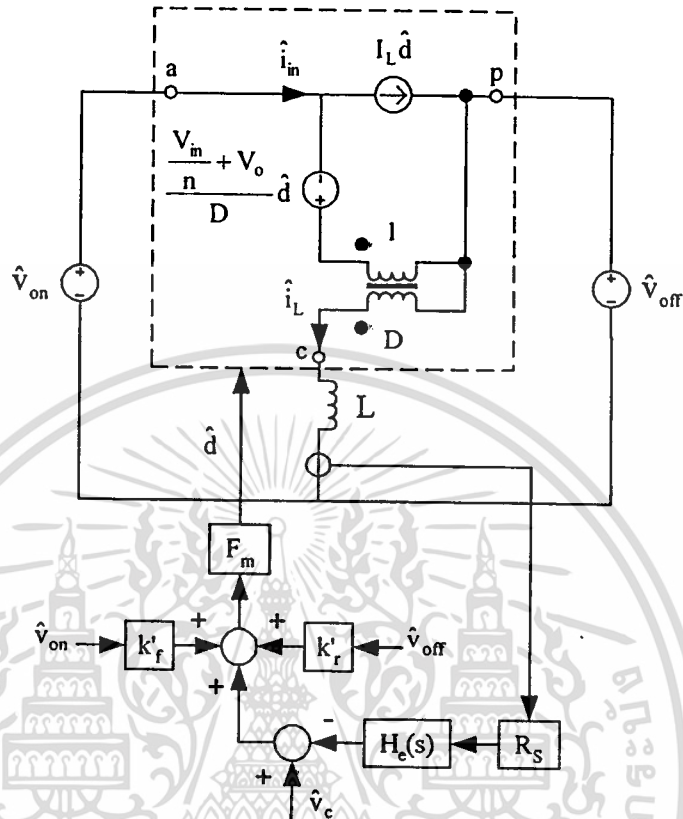 î_in
I_L d̂
a
p
V_in/n + V_o
D
d̂
- +
1
v̂_on
+ -
î_L
D
+ -
v̂_off
c
L
d̂
F_m
v̂_on
k'_f
+
+
k'_r
v̂_off
+
-
H_e(s)
R_S
+
v̂_c